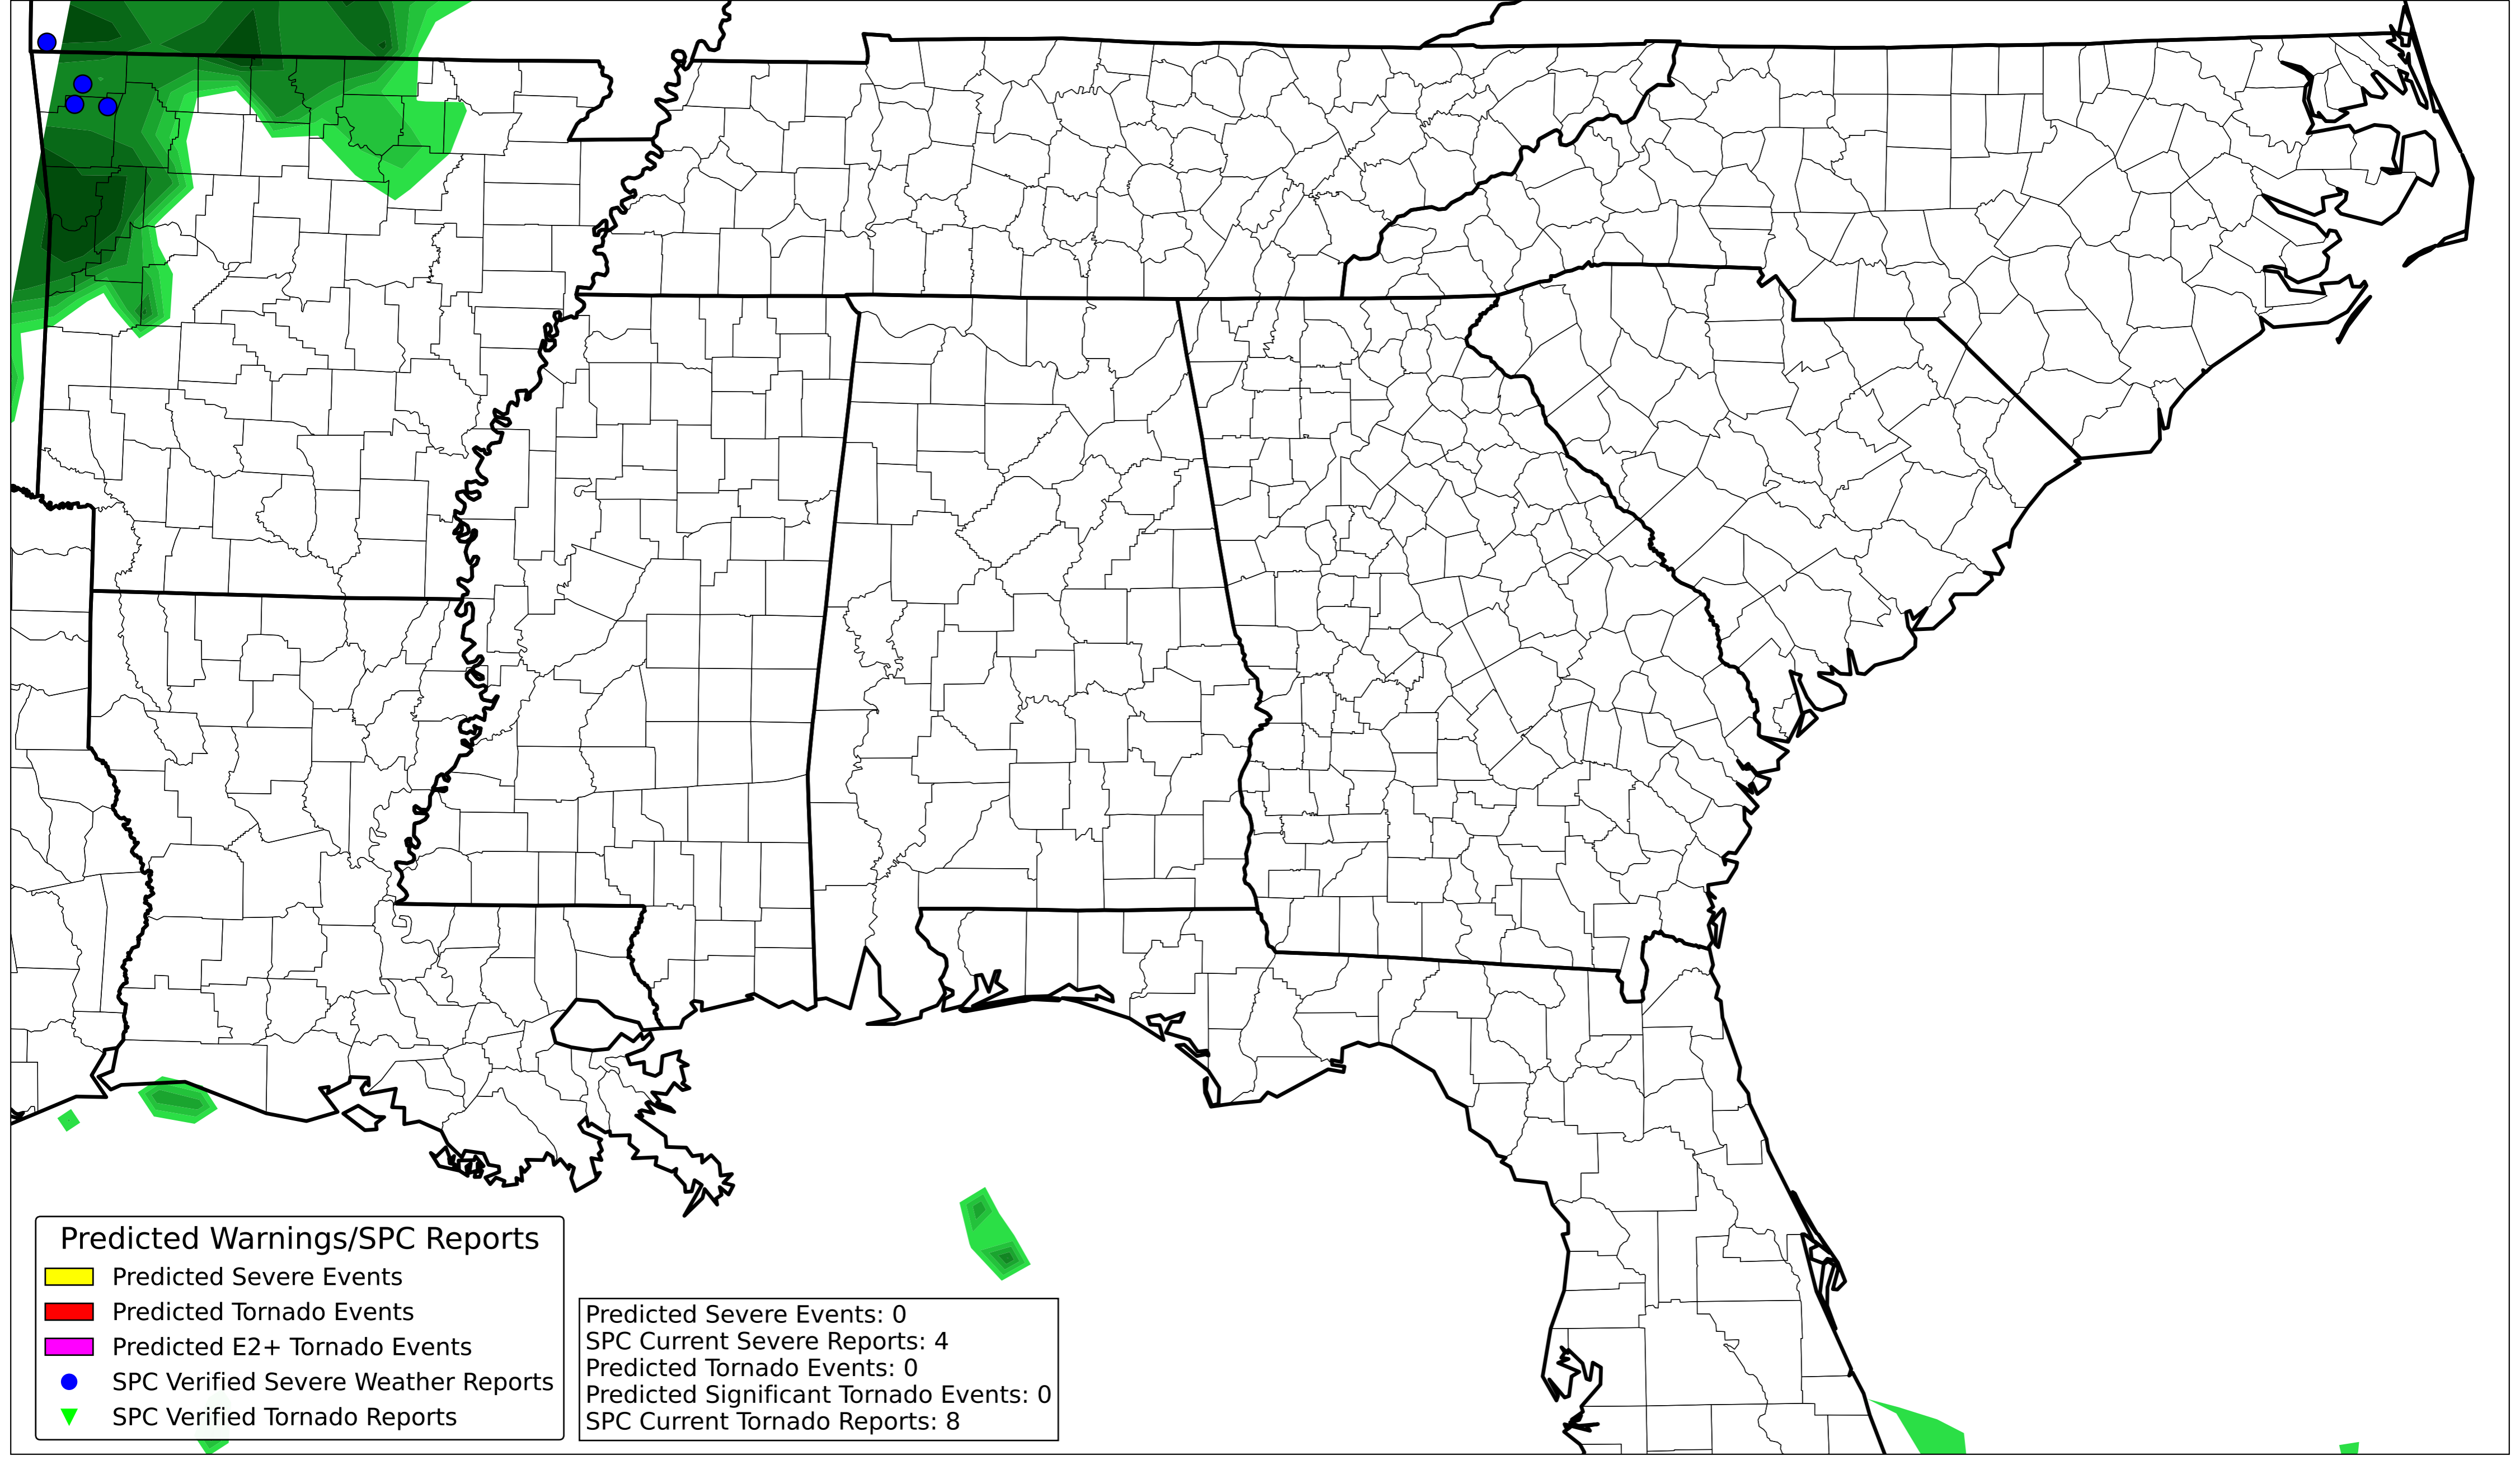 Predicted Warnings/SPC Reports
Predicted Severe Events
Predicted Tornado Events
Predicted E2+ Tornado Events
SPC Verified Severe Weather Reports
SPC Verified Tornado Reports
Predicted Severe Events: 0
SPC Current Severe Reports: 4
Predicted Tornado Events: 0
Predicted Significant Tornado Events: 0
SPC Current Tornado Reports: 8